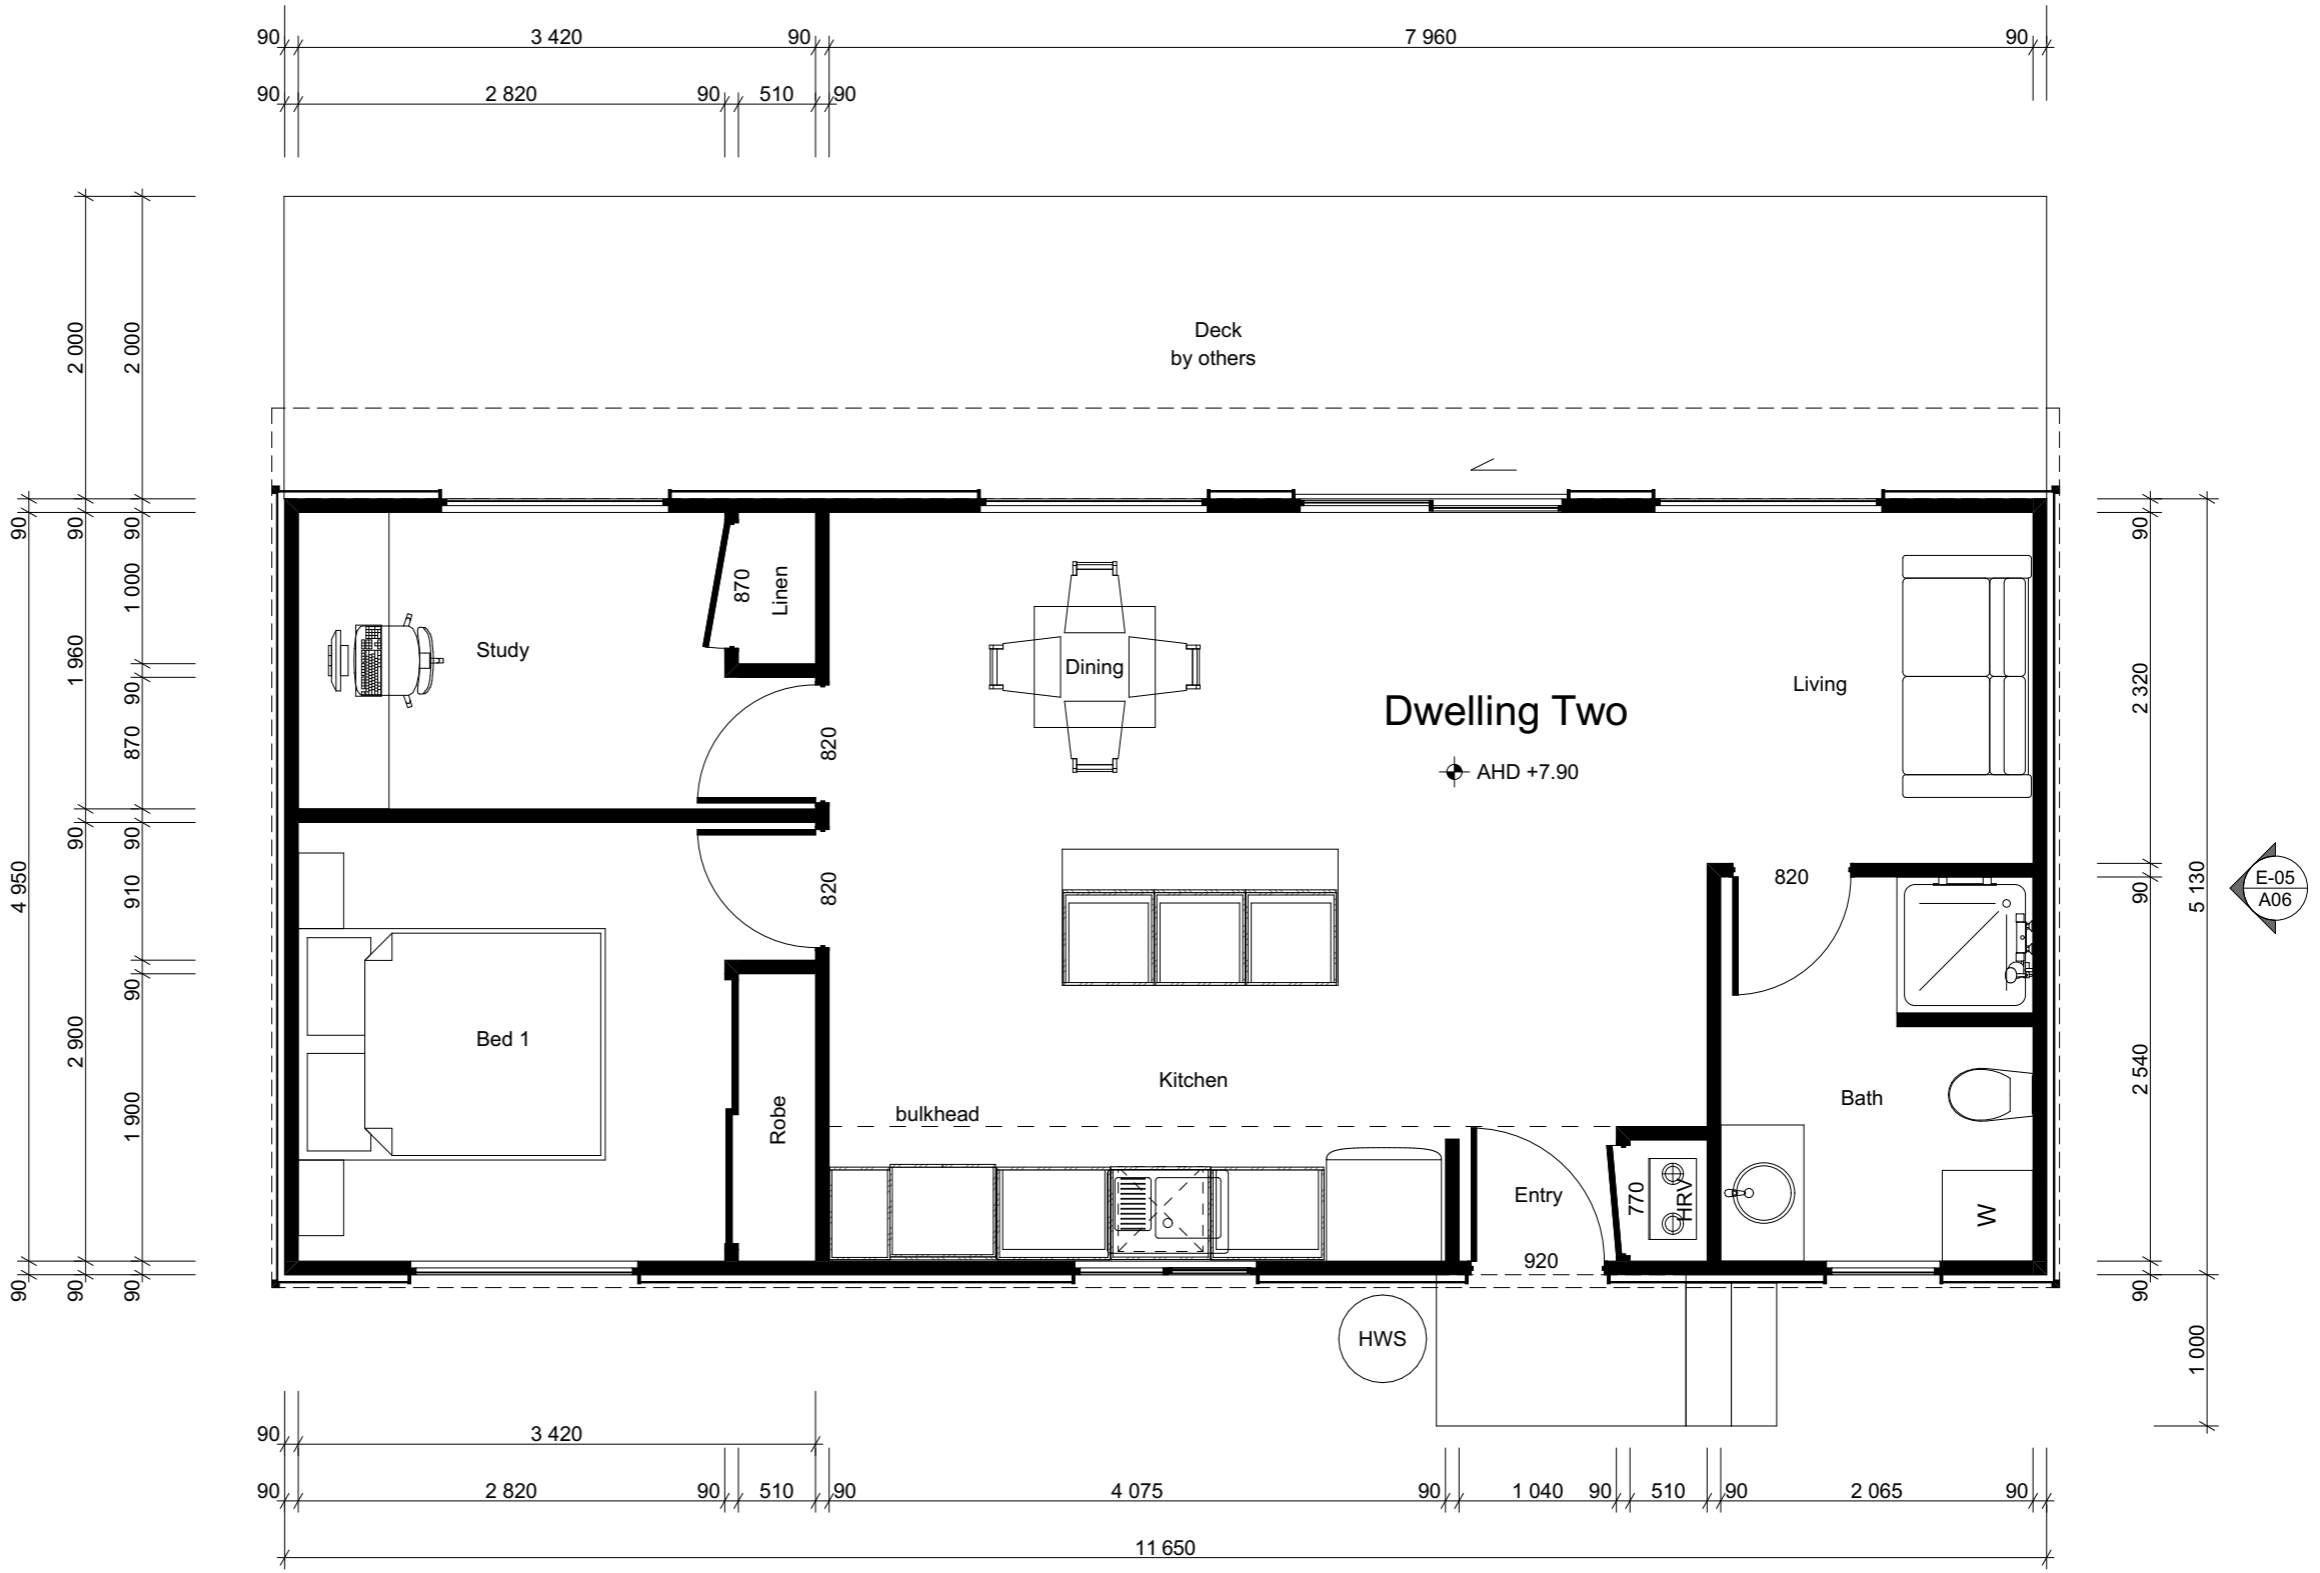 90 3 420 90 7 960 90
90 2 820 90 510 90
2 000
2 000
Deck
by others
90
90
90
90
1 000
870
Linen
1 960
Study
Dining
Living
2 320
90
Dwelling Two
870
820
AHD +7.90
90
90
4 950
910
820
820
90
5 130
E-05
A06
90
2 900
Bed 1
2 540
Kitchen
Bath
bulkhead
1 900
Robe
Entry
770
HRV
W
920
90
90
90
90
HWS
1 000
90 3 420
90 2 820 90 510 90 4 075 90 1 040 90 510 90 2 065 90
11 650